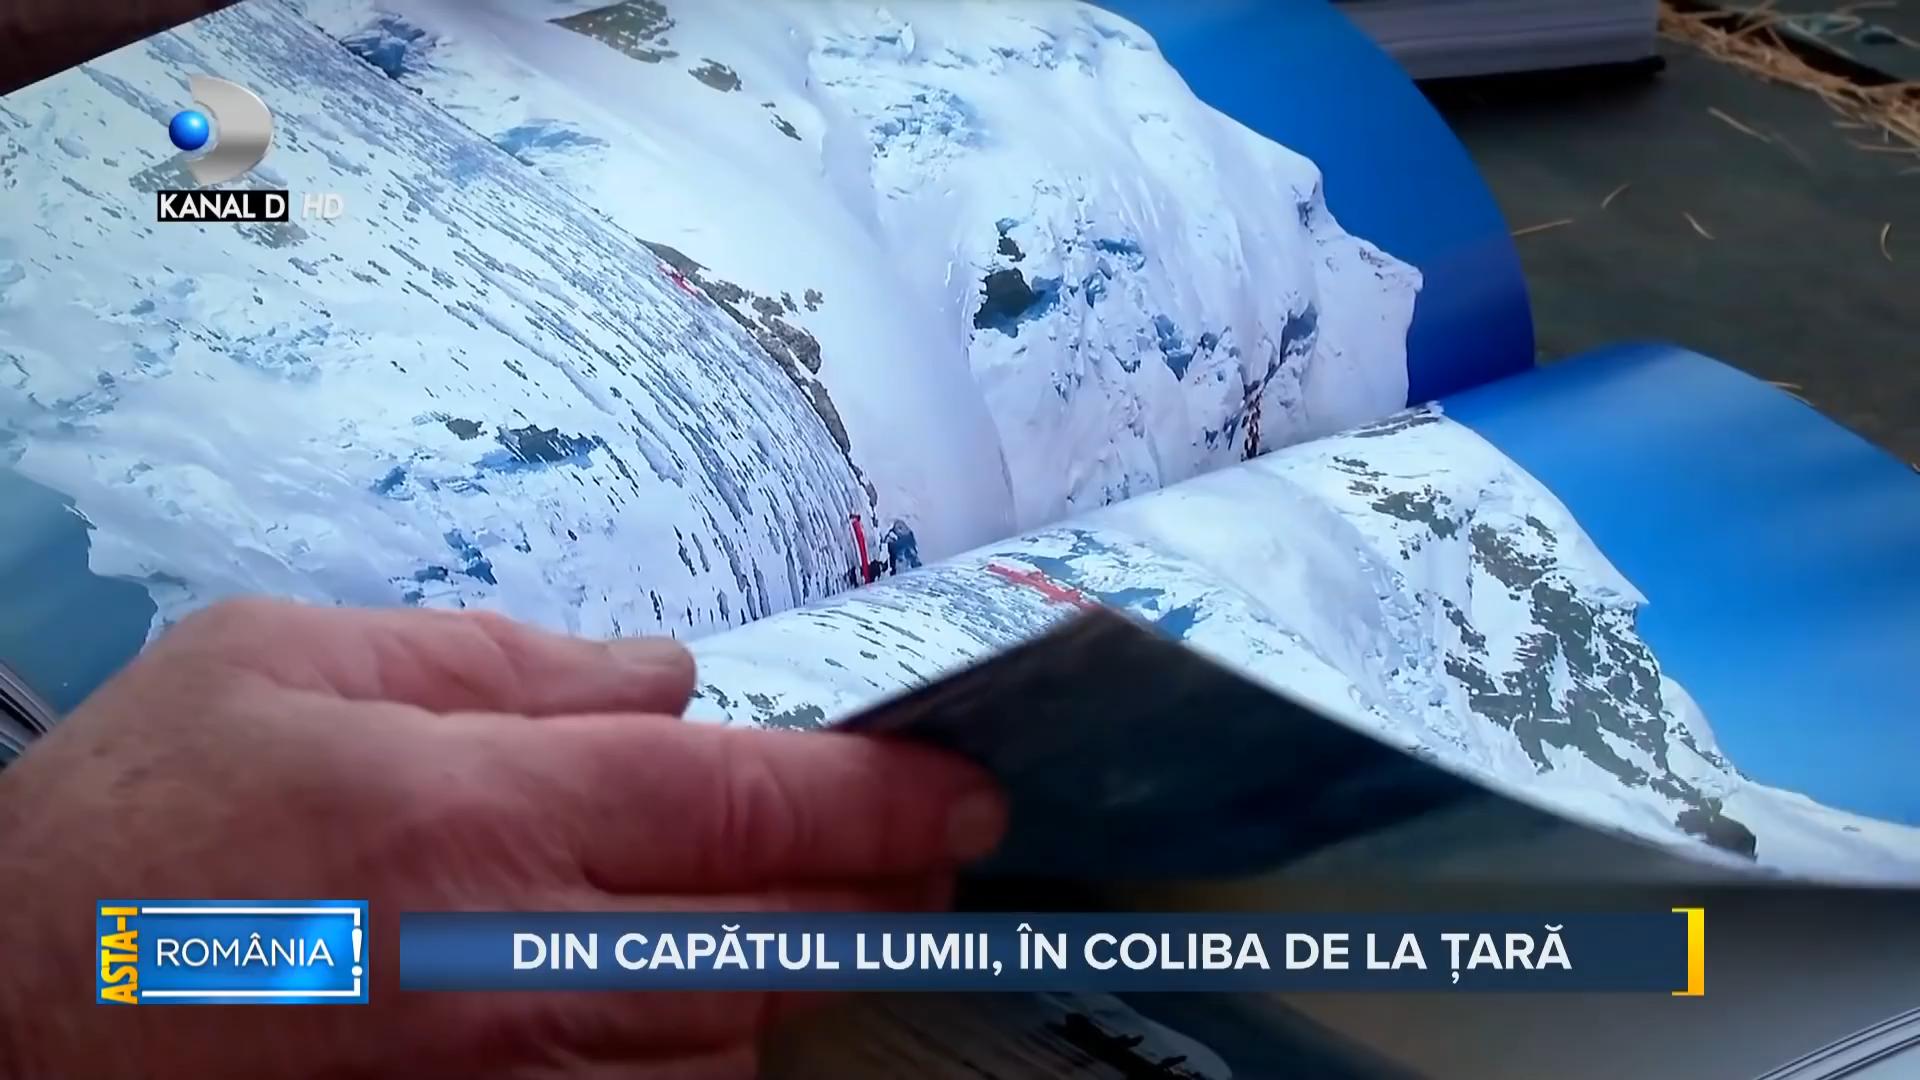 KANAL D HD
ASTA-I
ROMÂNIA!
DIN CAPĂTUL LUMII, ÎN COLIBA DE LA ȚARĂ